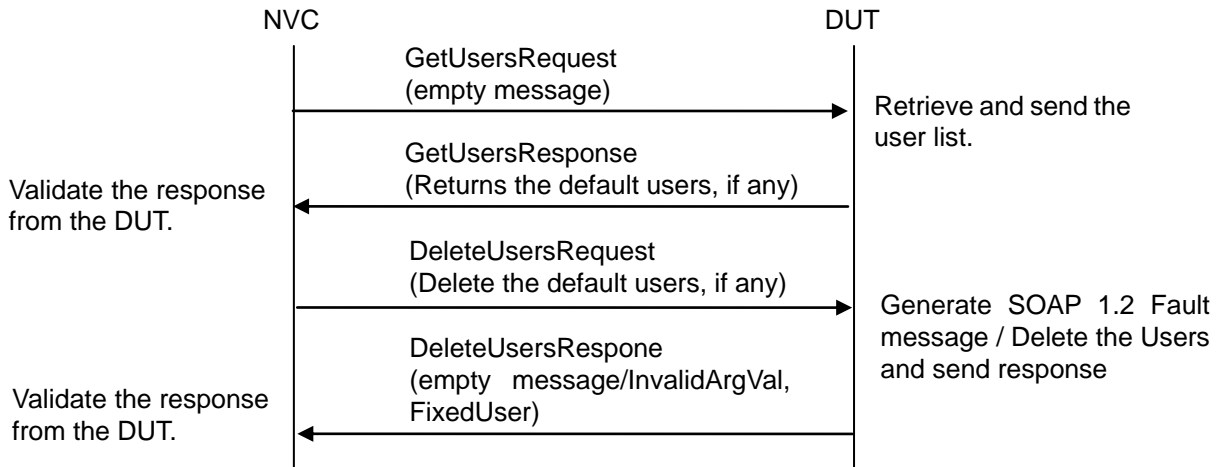 NVC
DUT
GetUsersRequest
(empty message)
Retrieve and send the
user list.
GetUsersResponse
(Returns the default users, if any)
Validate the response
from the DUT.
DeleteUsersRequest
(Delete the default users, if any)
Generate SOAP 1.2 Fault
message / Delete the Users
and send response
DeleteUsersRespone
(empty message/InvalidArgVal,
FixedUser)
Validate the response
from the DUT.